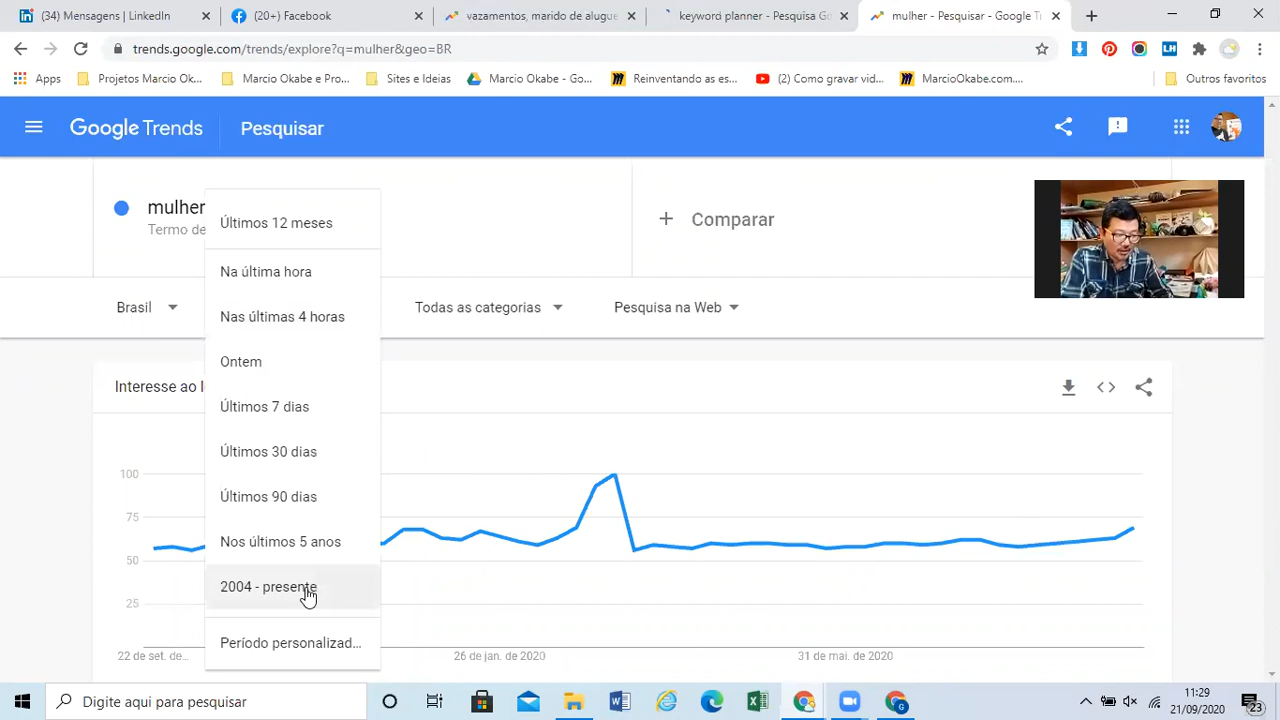 (34) Mensagens | LinkedIn
(2000+) Facebook
vazamentos, marido de alugue
keyword planner - Pesquisa Go
mulher - Pesquisar - Google Tre
trends.google.com/trends/explore?q=mulher&geo=BR
Apps
Projetos Marcio Ok...
Marcio Okabe e Pro...
Sites e Ideias
Marcio Okabe - Go...
Reinventando as es...
(2) Como gravar vid...
MarcioOkabe.com....
Outros favoritos
Google Trends
Pesquisar
mulher
Termo de
Comparar
Últimos 12 meses
Na última hora
Nas últimas 4 horas
Ontem
Últimos 7 dias
Últimos 30 dias
Últimos 90 dias
Nos últimos 5 anos
2004 - presente
Período personalizad...
Brasil
Todas as categorias
Pesquisa na Web
Interesse ao l
100
75
50
25
22 de set. de...
26 de jan. de 2020
31 de mai. de 2020
Digite aqui para pesquisar
11:29
21/09/2020
23